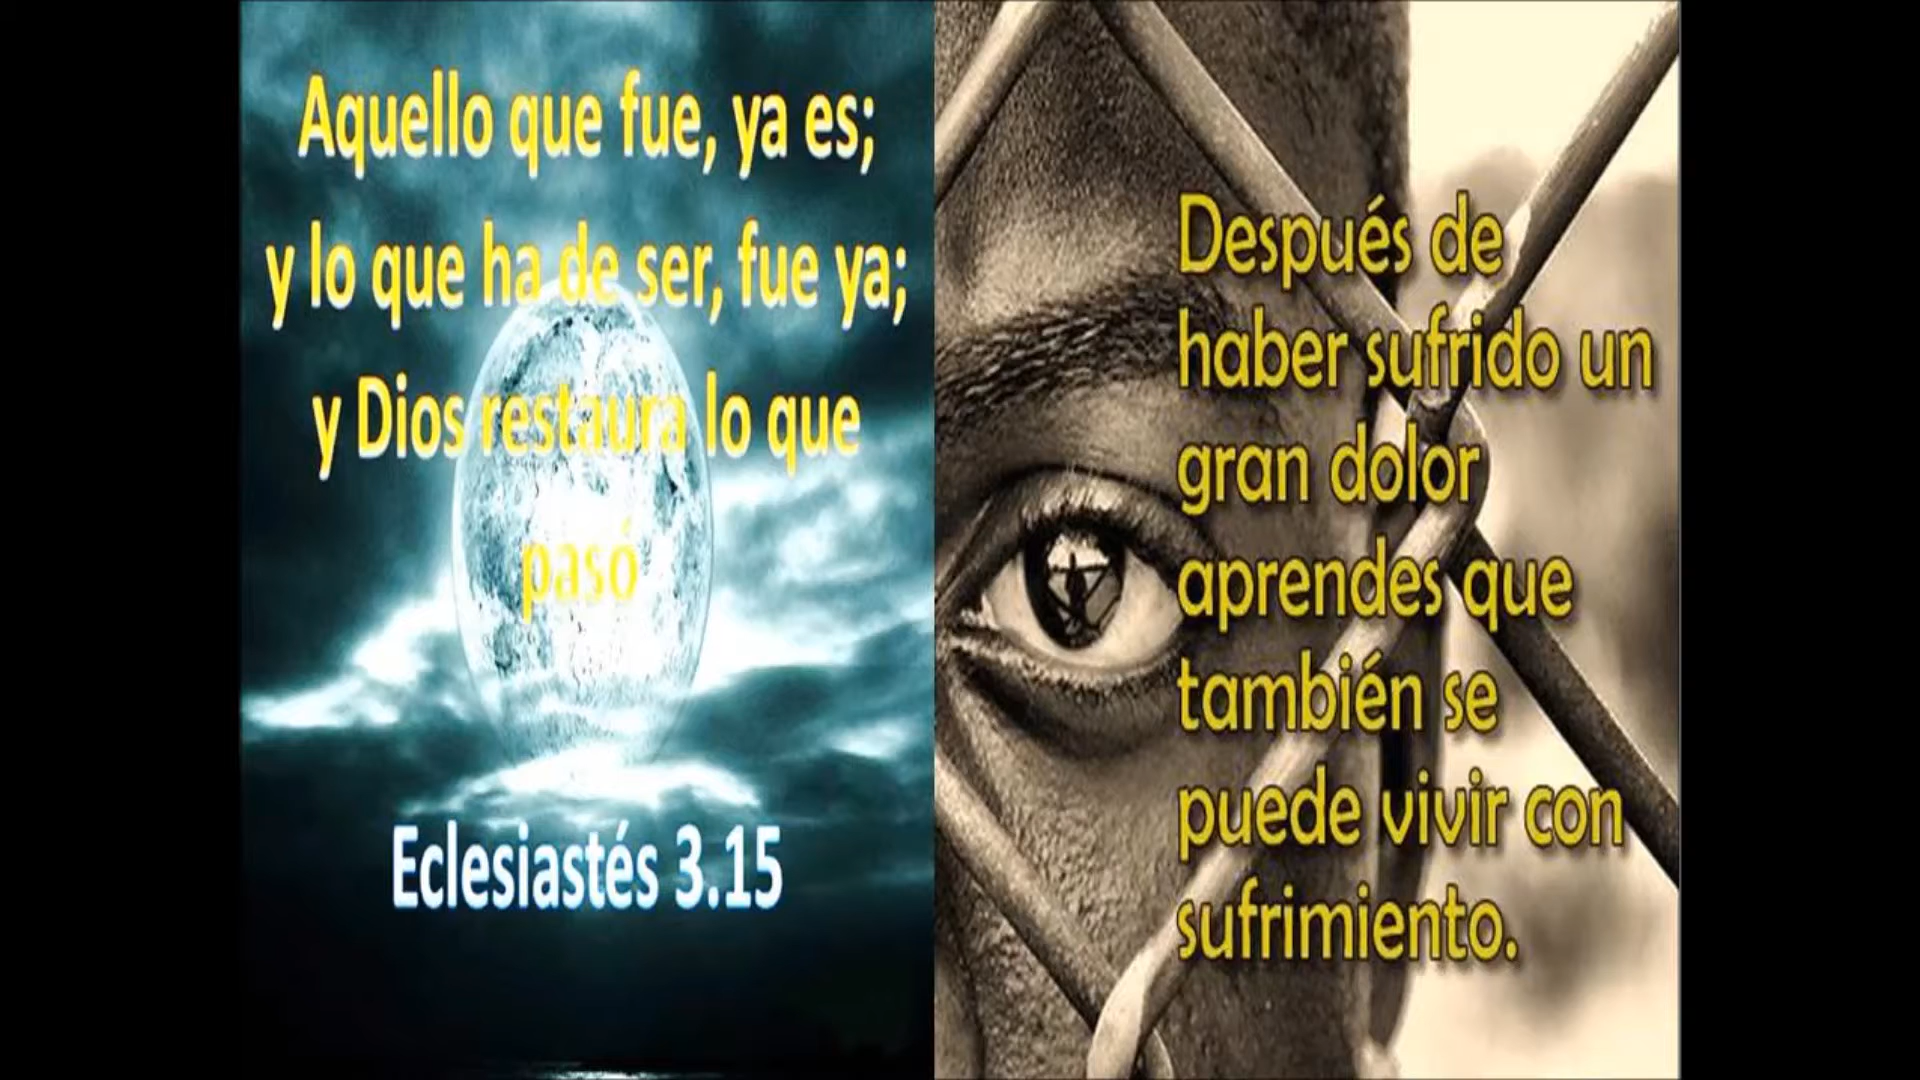 Aquello que fue, ya es;
y lo que ha de ser, fue ya;
y Dios restaura lo que
pasó
Eclesiastés 3.15
Después de
haber sufrido un
gran dolor
aprendes que
también se
puede vivir con
sufrimiento.